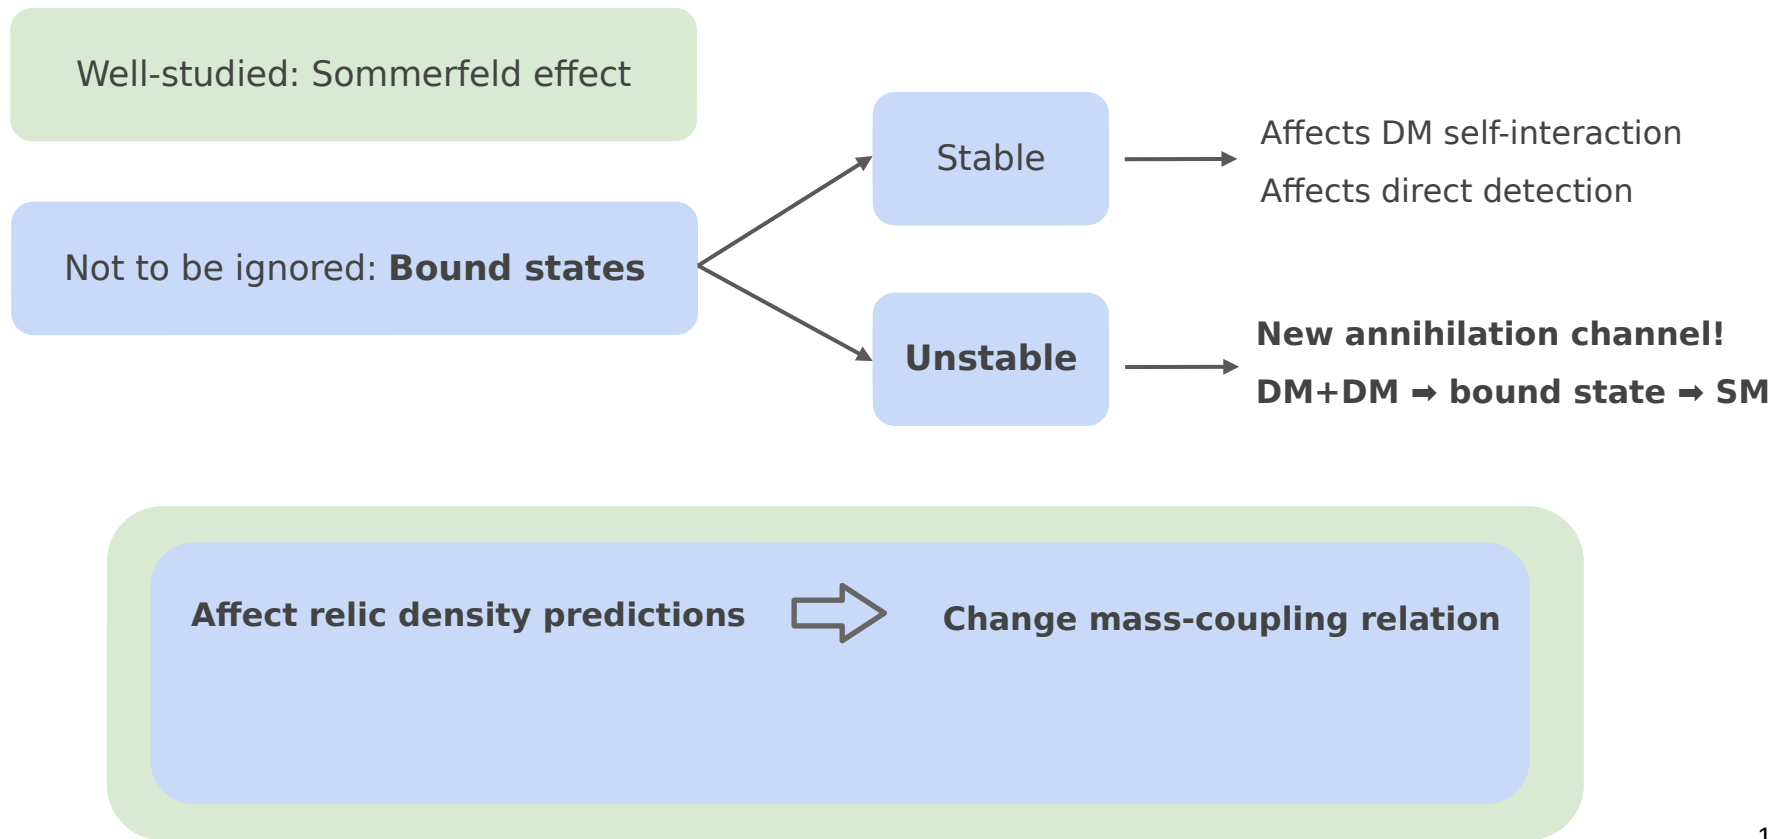 Well-studied: Sommerfeld effect
Not to be ignored: Bound states
Stable
Affects DM self-interaction
Affects direct detection
Unstable
New annihilation channel!
DM+DM ➡ bound state ➡ SM
Affect relic density predictions
Change mass-coupling relation